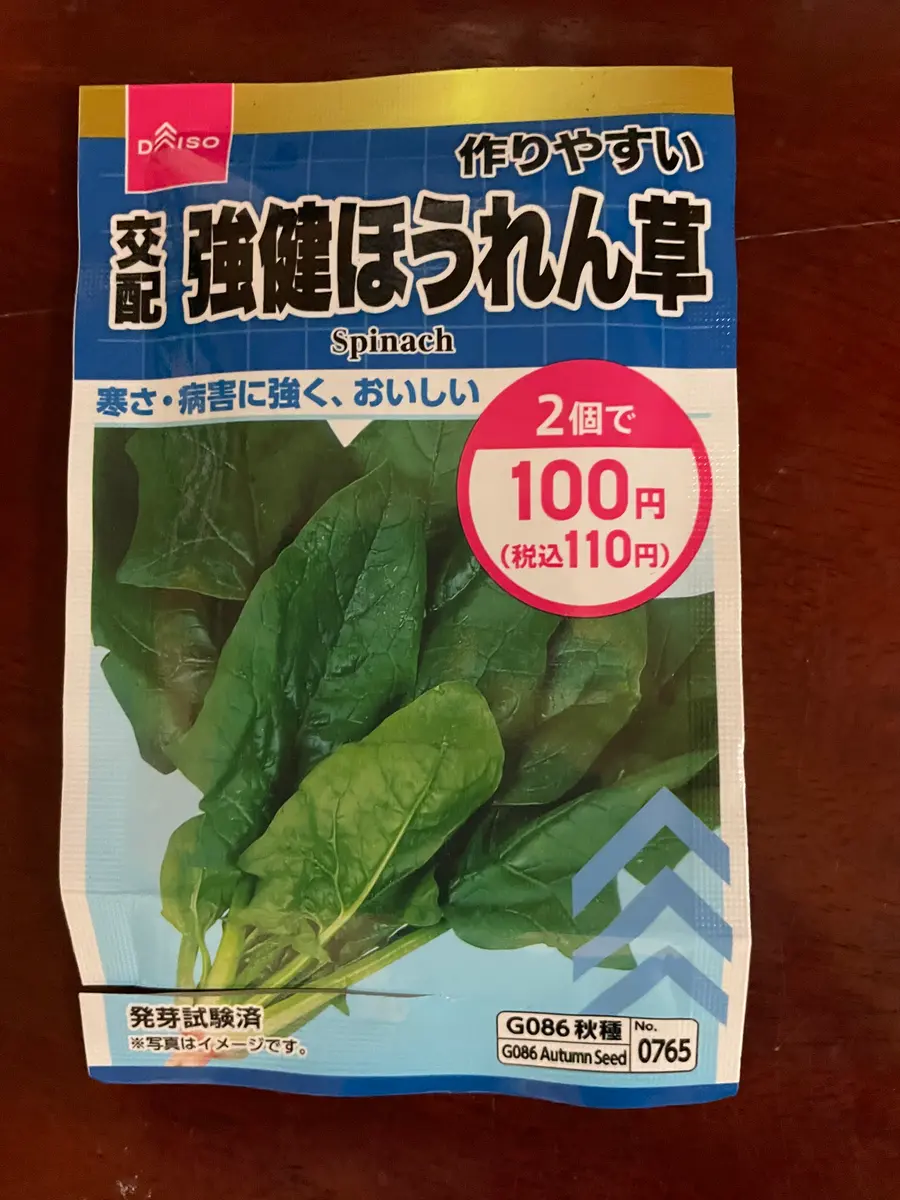 DAISO
作りやすい
交配
強健ほうれん草
Spinach
寒さ・病害に強く、おいしい
2個で
100円
(税込110円)
発芽試験済
※写真はイメージです。
G086 秋種
G086 Autumn Seed
No.
0765